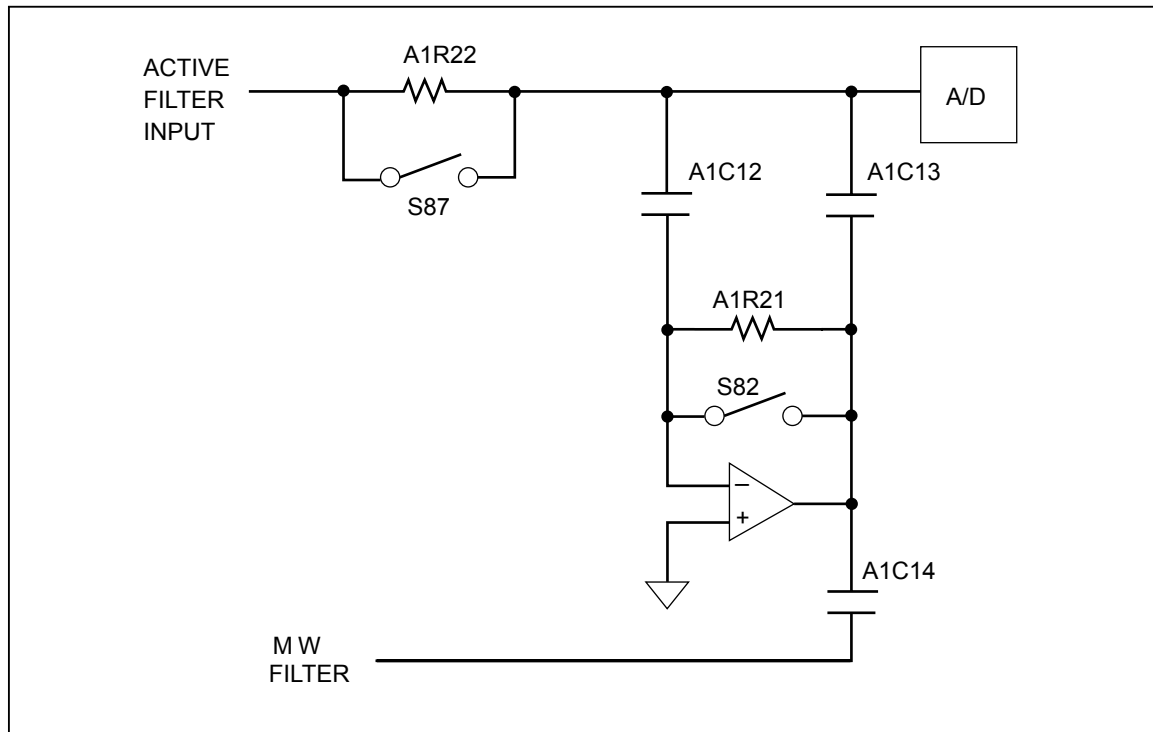 A1R22
ACTIVE
FILTER
INPUT
A/D
S87
A1C12
A1C13
A1R21
S82
–
+
A1C14
M W
FILTER